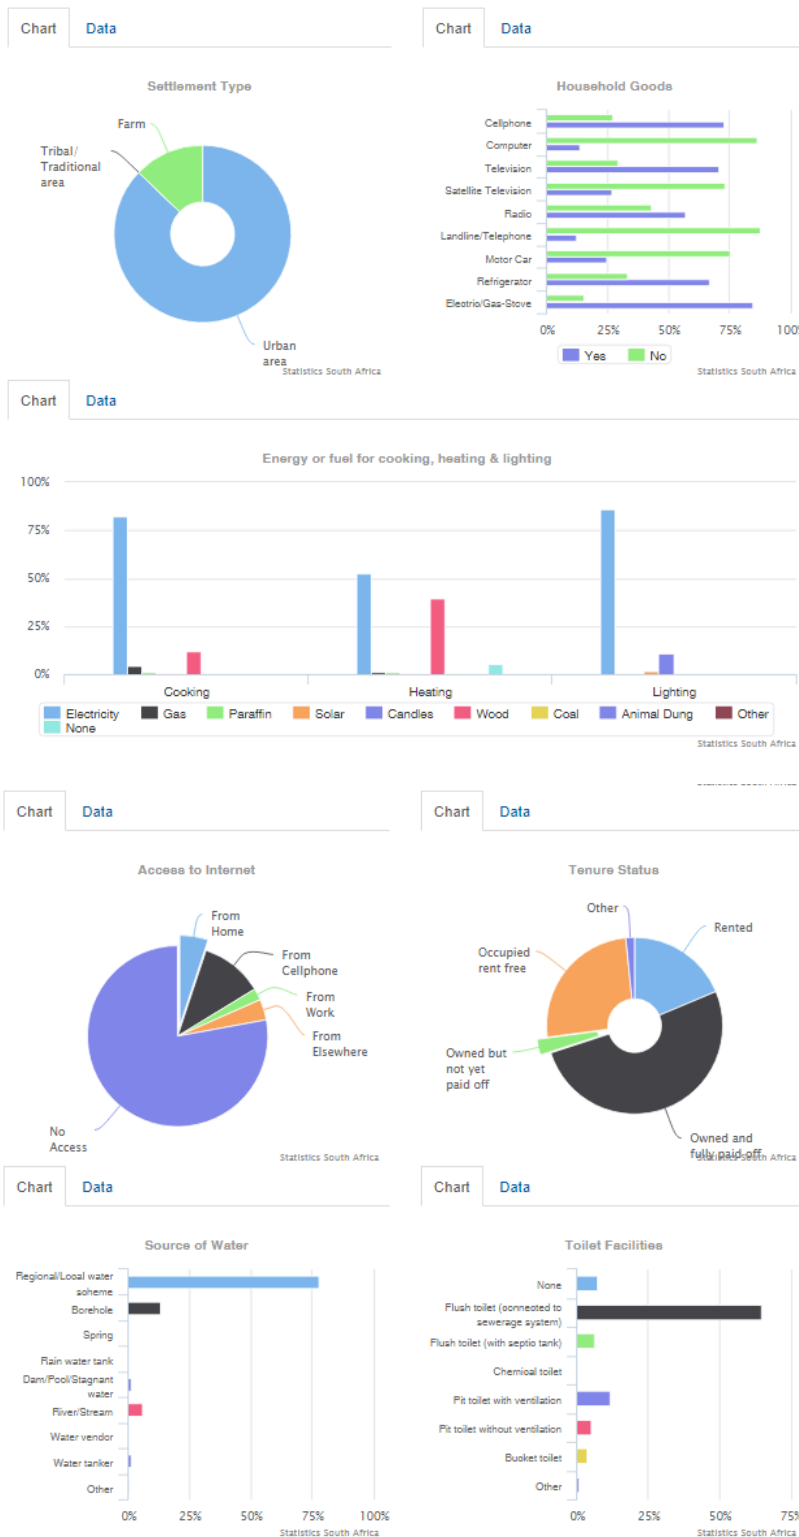 Chart Data
Settlement Type
Farm
Tribal/
Traditional
area
Urban
area
Statistics South Africa
Chart Data
Household Goods
Cellphone
Computer
Television
Satellite Television
Radio
Landline/Telephone
Motor Car
Refrigerator
Electric/Gas-Stove
0% 25% 50% 75% 100%
Yes No
Statistics South Africa
Chart Data
Energy or fuel for cooking, heating & lighting
100%
75%
50%
25%
0%
Cooking Heating Lighting
Electricity Gas Paraffin Solar Candles Wood Coal Animal Dung Other
None
Statistics South Africa
Statistics South Africa
Chart Data
Access to Internet
From
Home
From
Cellphone
From
Work
From
Elsewhere
No
Access
Statistics South Africa
Chart Data
Tenure Status
Other
Rented
Occupied
rent free
Owned but
not yet
paid off
Owned and
fully paid off
Statistics South Africa
Chart Data
Source of Water
Regional/Local water
scheme
Borehole
Spring
Rain water tank
Dam/Pool/Stagnant
water
River/Stream
Water vendor
Water tanker
Other
0% 25% 50% 75% 100%
Statistics South Africa
Chart Data
Toilet Facilities
None
Flush toilet (connected to
sewerage system)
Flush toilet (with septic tank)
Chemical toilet
Pit toilet with ventilation
Pit toilet without ventilation
Bucket toilet
Other
0% 25% 50% 75%
Statistics South Africa